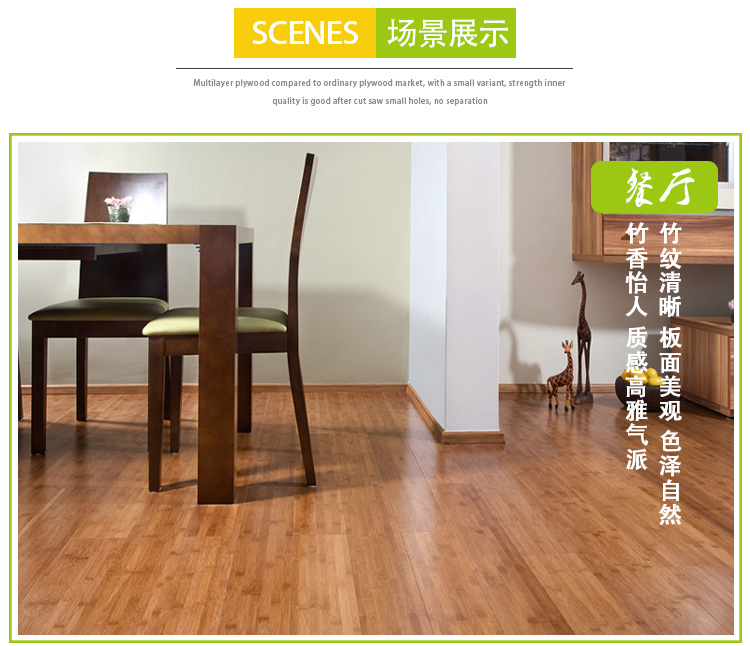 SCENES 场景展示
Multilayer plywood compared to ordinary plywood market, with a small variant, strength inner
quality is good after cut saw small holes, no separation
餐厅
竹纹清晰 板面美观 色泽自然
竹香怡人 质感高雅气派